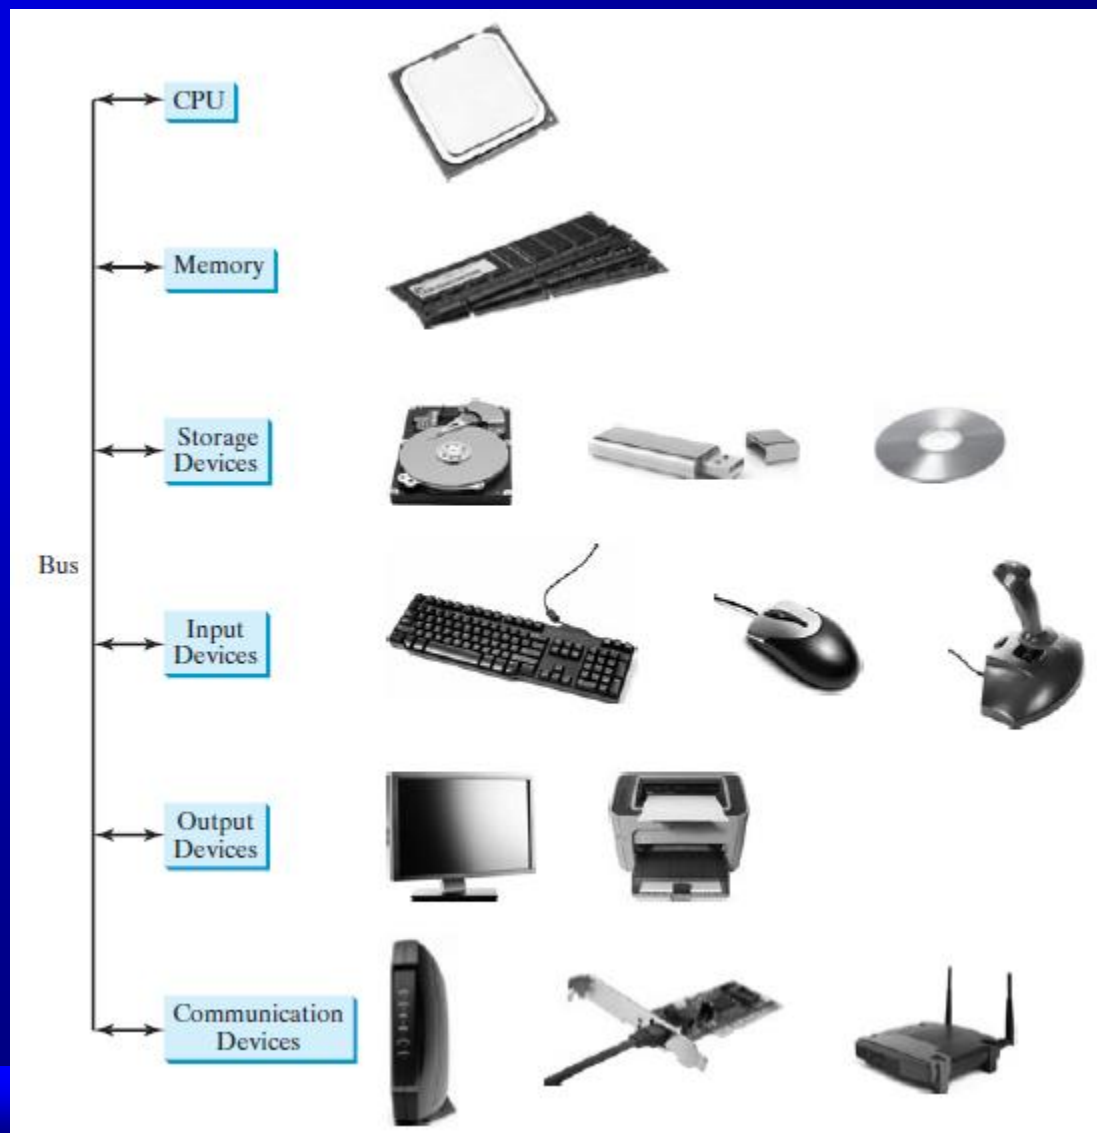 CPU
Memory
Storage
Devices
Bus
Input
Devices
Output
Devices
Communication
Devices